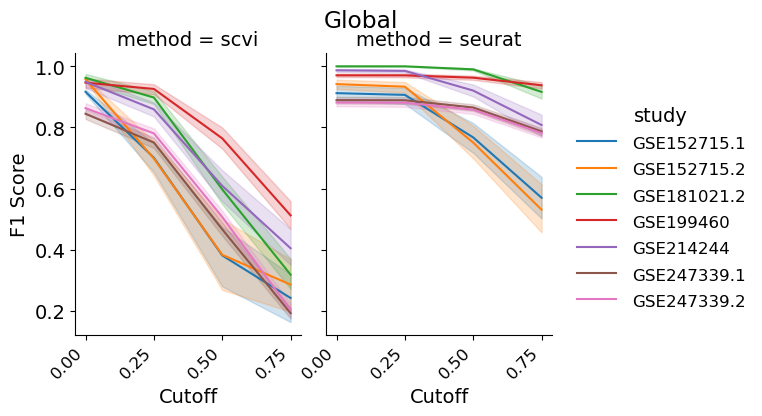 Global
method = scvi
method = seurat
F1 Score
1.0
0.8
0.6
0.4
0.2
0.00
0.25
0.50
0.75
0.00
0.25
0.50
0.75
Cutoff
Cutoff
study
GSE152715.1
GSE152715.2
GSE181021.2
GSE199460
GSE214244
GSE247339.1
GSE247339.2